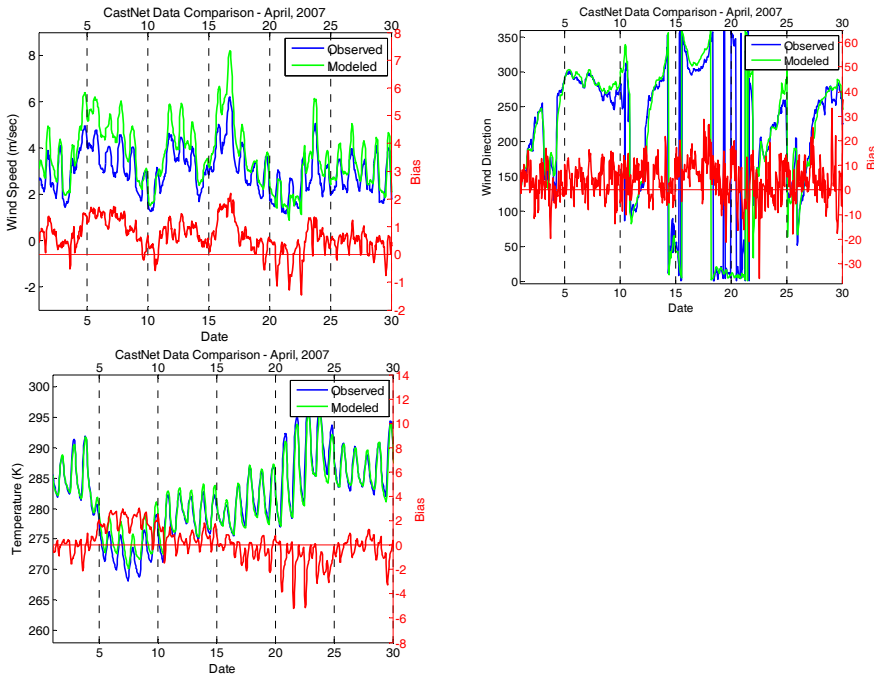 CastNet Data Comparison - April, 2007
5 10 15 20 25 30
8
6
4
2
0
-2
Wind Speed (m/sec)
Observed
Modeled
8
7
6
5
4
3
2
1
0
-1
-2
Bias
5 10 15 20 25 30
Date
CastNet Data Comparison - April, 2007
5 10 15 20 25 30
350
300
250
200
150
100
50
0
Wind Direction
Observed
Modeled
60
50
40
30
20
10
0
-10
-20
-30
Bias
5 10 15 20 25 30
Date
CastNet Data Comparison - April, 2007
5 10 15 20 25 30
300
295
290
285
280
275
270
265
260
Temperature (K)
Observed
Modeled
14
12
10
8
6
4
2
0
-2
-4
-6
-8
Bias
5 10 15 20 25 30
Date